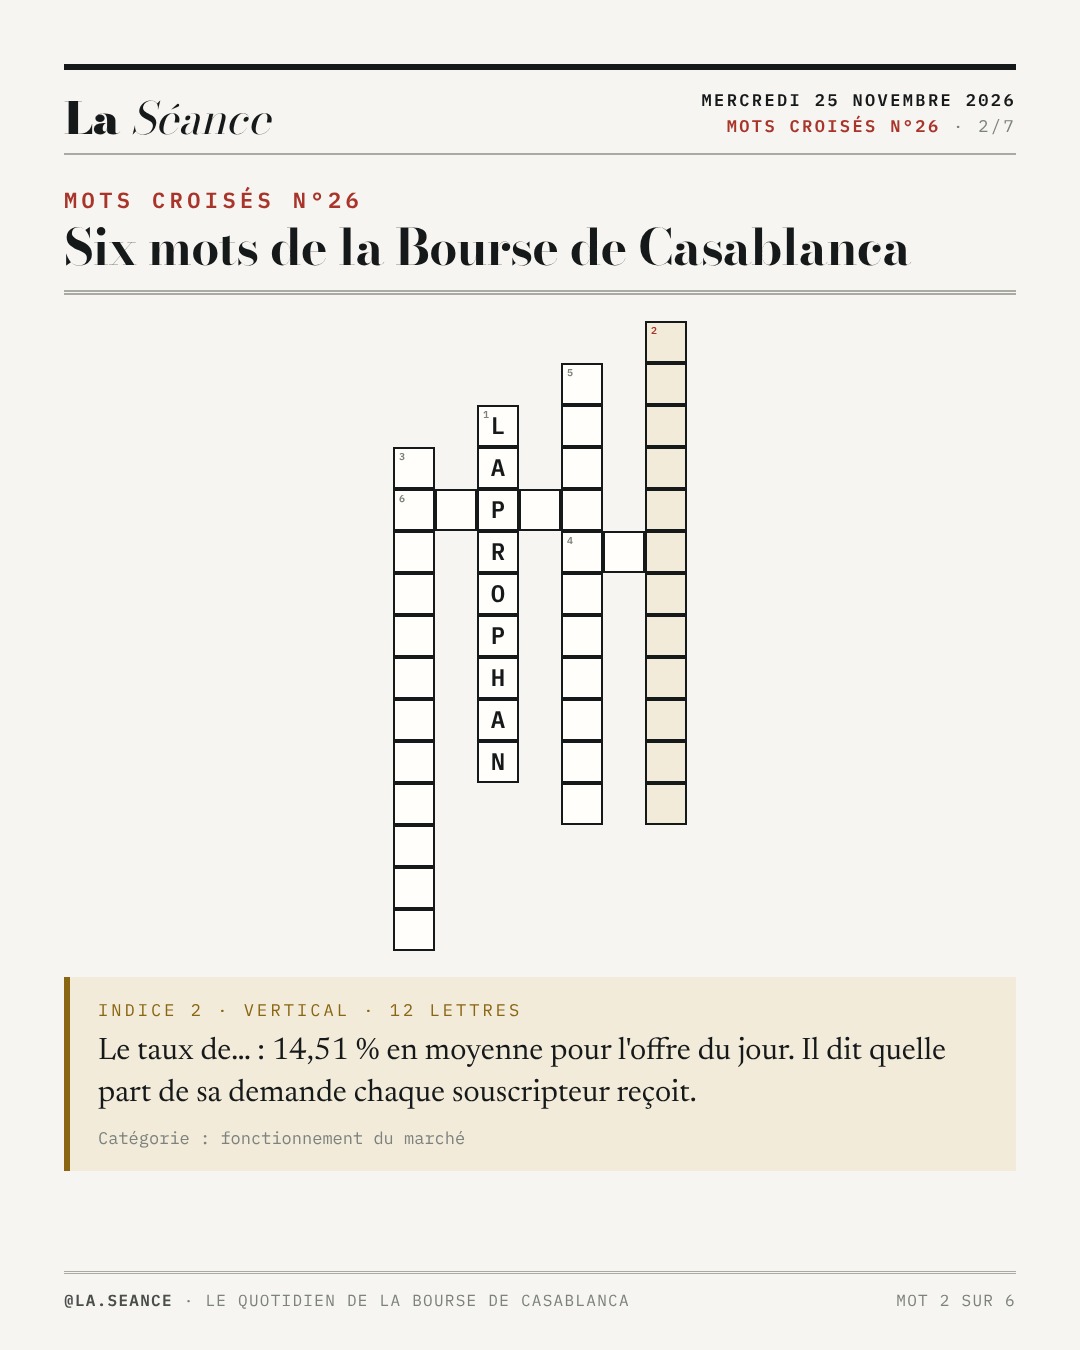 La Séance
MERCREDI 25 NOVEMBRE 2026
MOTS CROISÉS N°26 · 2/7
MOTS CROISÉS N°26
Six mots de la Bourse de Casablanca
2
5
1 L
3
A
6
P
R
4
O
P
H
A
N
INDICE 2 · VERTICAL · 12 LETTRES
Le taux de... : 14,51 % en moyenne pour l'offre du jour. Il dit quelle
part de sa demande chaque souscripteur reçoit.
Catégorie : fonctionnement du marché
@LA.SEANCE · LE QUOTIDIEN DE LA BOURSE DE CASABLANCA
MOT 2 SUR 6